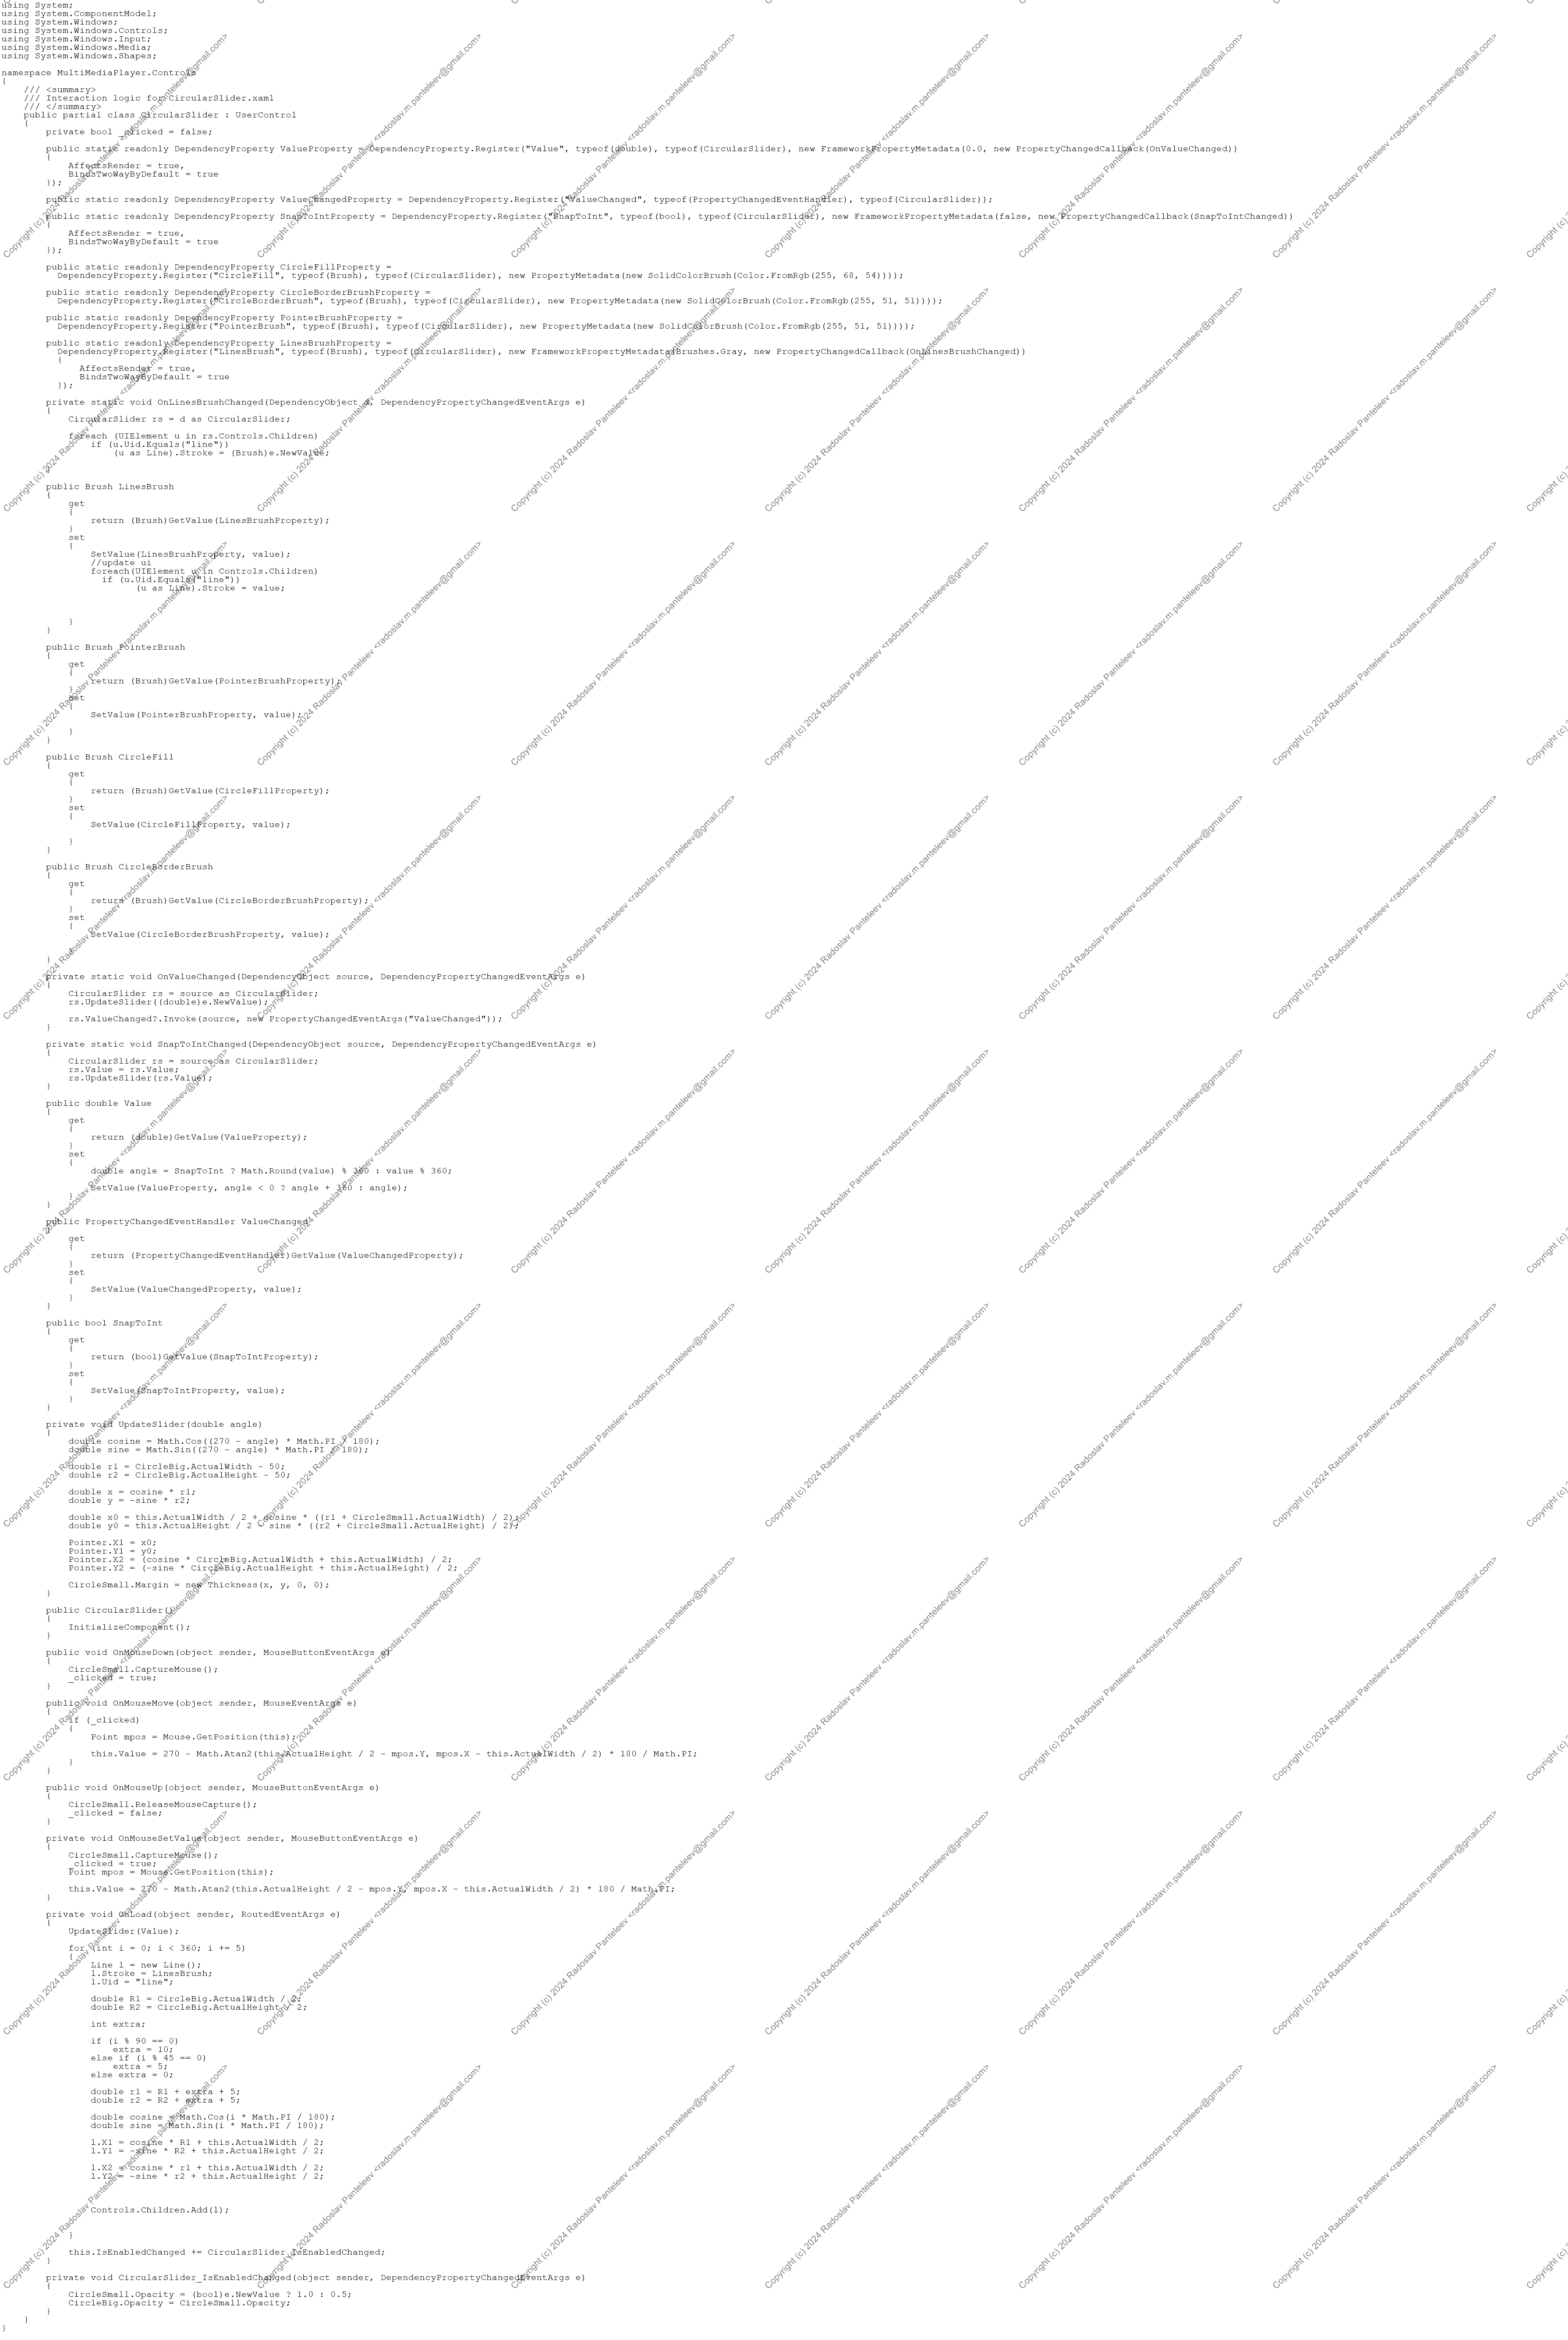 using System;
using System.ComponentModel;
using System.Windows;
using System.Windows.Controls;
using System.Windows.Input;
using System.Windows.Media;
using System.Windows.Shapes;

namespace MultiMediaPlayer.Controls
{
    /// <summary>
    /// Interaction logic for CircularSlider.xaml
    /// </summary>
    public partial class CircularSlider : UserControl
    {
        private bool _clicked = false;

        public static readonly DependencyProperty ValueProperty = DependencyProperty.Register("Value", typeof(double), typeof(CircularSlider), new FrameworkPropertyMetadata(0.0, new PropertyChangedCallback(OnValueChanged))
        {
            AffectsRender = true,
            BindsTwoWayByDefault = true
        });

        public static readonly DependencyProperty ValueChangedProperty = DependencyProperty.Register("ValueChanged", typeof(PropertyChangedEventHandler), typeof(CircularSlider));

        public static readonly DependencyProperty SnapToIntProperty = DependencyProperty.Register("SnapToInt", typeof(bool), typeof(CircularSlider), new FrameworkPropertyMetadata(false, new PropertyChangedCallback(SnapToIntChanged))
        {
            AffectsRender = true,
            BindsTwoWayByDefault = true
        });

        public static readonly DependencyProperty CircleFillProperty =
          DependencyProperty.Register("CircleFill", typeof(Brush), typeof(CircularSlider), new PropertyMetadata(new SolidColorBrush(Color.FromRgb(255, 68, 54))));

        public static readonly DependencyProperty CircleBorderBrushProperty =
          DependencyProperty.Register("CircleBorderBrush", typeof(Brush), typeof(CircularSlider), new PropertyMetadata(new SolidColorBrush(Color.FromRgb(255, 51, 51))));

        public static readonly DependencyProperty PointerBrushProperty =
          DependencyProperty.Register("PointerBrush", typeof(Brush), typeof(CircularSlider), new PropertyMetadata(new SolidColorBrush(Color.FromRgb(255, 51, 51))));

        public static readonly DependencyProperty LinesBrushProperty =
          DependencyProperty.Register("LinesBrush", typeof(Brush), typeof(CircularSlider), new FrameworkPropertyMetadata(Brushes.Gray, new PropertyChangedCallback(OnLinesBrushChanged))
          {
              AffectsRender = true,
              BindsTwoWayByDefault = true
          });

        private static void OnLinesBrushChanged(DependencyObject d, DependencyPropertyChangedEventArgs e)
        {
            CircularSlider rs = d as CircularSlider;

            foreach (UIElement u in rs.Controls.Children)
                if (u.Uid.Equals("line"))
                    (u as Line).Stroke = (Brush)e.NewValue;

        }

        public Brush LinesBrush
        {
            get
            {
                return (Brush)GetValue(LinesBrushProperty);
            }
            set
            {
                SetValue(LinesBrushProperty, value);
                //update ui
                foreach(UIElement u in Controls.Children)
                  if (u.Uid.Equals("line"))
                        (u as Line).Stroke = value;



            }
        }

        public Brush PointerBrush
        {
            get
            {
                return (Brush)GetValue(PointerBrushProperty);
            }
            set
            {
                SetValue(PointerBrushProperty, value);

            }
        }

        public Brush CircleFill
        {
            get
            {
                return (Brush)GetValue(CircleFillProperty);
            }
            set
            {
                SetValue(CircleFillProperty, value);

            }
        }

        public Brush CircleBorderBrush
        {
            get
            {
                return (Brush)GetValue(CircleBorderBrushProperty);
            }
            set
            {
                SetValue(CircleBorderBrushProperty, value);

            }
        }

        private static void OnValueChanged(DependencyObject source, DependencyPropertyChangedEventArgs e)
        {
            CircularSlider rs = source as CircularSlider;
            rs.UpdateSlider((double)e.NewValue);

            rs.ValueChanged?.Invoke(source, new PropertyChangedEventArgs("ValueChanged"));
        }

        private static void SnapToIntChanged(DependencyObject source, DependencyPropertyChangedEventArgs e)
        {
            CircularSlider rs = source as CircularSlider;
            rs.Value = rs.Value;
            rs.UpdateSlider(rs.Value);
        }

        public double Value
        {
            get
            {
                return (double)GetValue(ValueProperty);
            }
            set
            {
                double angle = SnapToInt ? Math.Round(value) % 360 : value % 360;

                SetValue(ValueProperty, angle < 0 ? angle + 360 : angle);
            }
        }

        public PropertyChangedEventHandler ValueChanged
        {
            get
            {
                return (PropertyChangedEventHandler)GetValue(ValueChangedProperty);
            }
            set
            {
                SetValue(ValueChangedProperty, value);
            }
        }

        public bool SnapToInt
        {
            get
            {
                return (bool)GetValue(SnapToIntProperty);
            }
            set
            {
                SetValue(SnapToIntProperty, value);
            }
        }

        private void UpdateSlider(double angle)
        {
            double cosine = Math.Cos((270 - angle) * Math.PI / 180);
            double sine = Math.Sin((270 - angle) * Math.PI / 180);

            double r1 = CircleBig.ActualWidth - 50;
            double r2 = CircleBig.ActualHeight - 50;

            double x = cosine * r1;
            double y = -sine * r2;

            double x0 = this.ActualWidth / 2 + cosine * ((r1 + CircleSmall.ActualWidth) / 2);
            double y0 = this.ActualHeight / 2 - sine * ((r2 + CircleSmall.ActualHeight) / 2);

            Pointer.X1 = x0;
            Pointer.Y1 = y0;
            Pointer.X2 = (cosine * CircleBig.ActualWidth + this.ActualWidth) / 2;
            Pointer.Y2 = (-sine * CircleBig.ActualHeight + this.ActualHeight) / 2;

            CircleSmall.Margin = new Thickness(x, y, 0, 0);
        }

        public CircularSlider()
        {
            InitializeComponent();
        }

        public void OnMouseDown(object sender, MouseButtonEventArgs e)
        {
            CircleSmall.CaptureMouse();
            _clicked = true;
        }

        public void OnMouseMove(object sender, MouseEventArgs e)
        {
            if (_clicked)
            {
                Point mpos = Mouse.GetPosition(this);

                this.Value = 270 - Math.Atan2(this.ActualHeight / 2 - mpos.Y, mpos.X - this.ActualWidth / 2) * 180 / Math.PI;
            }
        }

        public void OnMouseUp(object sender, MouseButtonEventArgs e)
        {
            CircleSmall.ReleaseMouseCapture();
            _clicked = false;
        }

        private void OnMouseSetValue(object sender, MouseButtonEventArgs e)
        {
            CircleSmall.CaptureMouse();
            _clicked = true;
            Point mpos = Mouse.GetPosition(this);

            this.Value = 270 - Math.Atan2(this.ActualHeight / 2 - mpos.Y, mpos.X - this.ActualWidth / 2) * 180 / Math.PI;
        }

        private void OnLoad(object sender, RoutedEventArgs e)
        {
            UpdateSlider(Value);

            for (int i = 0; i < 360; i += 5)
            {
                Line l = new Line();
                l.Stroke = LinesBrush;
                l.Uid = "line";

                double R1 = CircleBig.ActualWidth / 2;
                double R2 = CircleBig.ActualHeight / 2;

                int extra;

                if (i % 90 == 0)
                    extra = 10;
                else if (i % 45 == 0)
                    extra = 5;
                else extra = 0;

                double r1 = R1 + extra + 5;
                double r2 = R2 + extra + 5;

                double cosine = Math.Cos(i * Math.PI / 180);
                double sine = Math.Sin(i * Math.PI / 180);

                l.X1 = cosine * R1 + this.ActualWidth / 2;
                l.Y1 = -sine * R2 + this.ActualHeight / 2;

                l.X2 = cosine * r1 + this.ActualWidth / 2;
                l.Y2 = -sine * r2 + this.ActualHeight / 2;



                Controls.Children.Add(l);


            }

            this.IsEnabledChanged += CircularSlider_IsEnabledChanged;
        }

        private void CircularSlider_IsEnabledChanged(object sender, DependencyPropertyChangedEventArgs e)
        {
            CircleSmall.Opacity = (bool)e.NewValue ? 1.0 : 0.5;
            CircleBig.Opacity = CircleSmall.Opacity;
        }
    }
}
Copyright (c) 2024 Radoslav Panteleev <radoslav.m.panteleev@gmail.com>